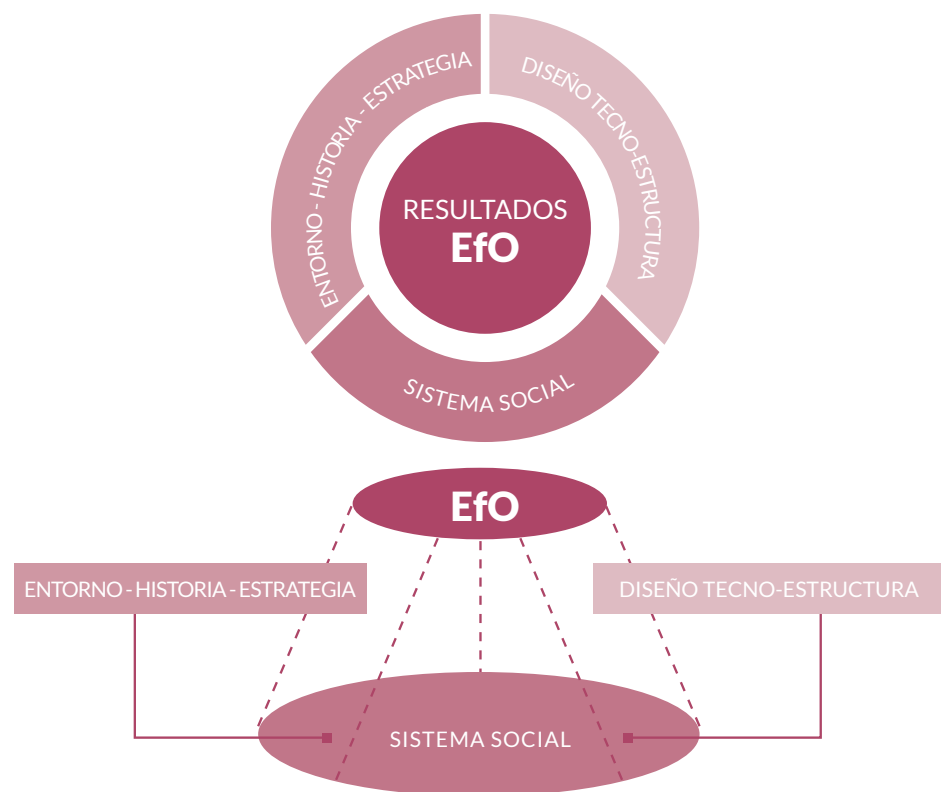 ENTORNO - HISTORIA - ESTRATEGIA
DISEÑO TECNO-ESTRUCTURA
RESULTADOS
EfO
SISTEMA SOCIAL
EfO
ENTORNO - HISTORIA - ESTRATEGIA
DISEÑO TECNO-ESTRUCTURA
SISTEMA SOCIAL